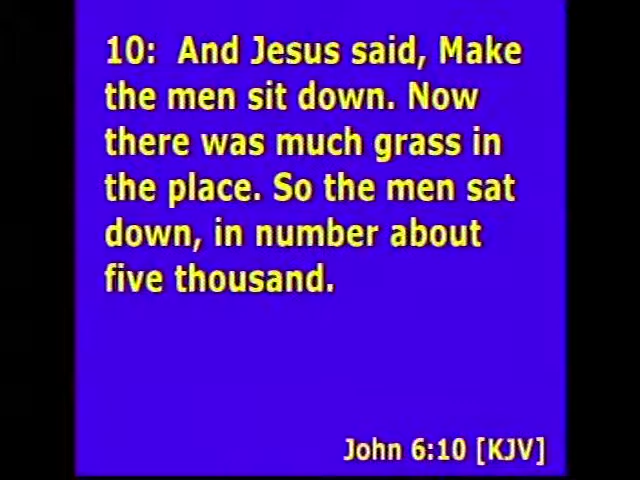 10:  And Jesus said, Make
the men sit down. Now
there was much grass in
the place. So the men sat
down, in number about
five thousand.
John 6:10 [KJV]